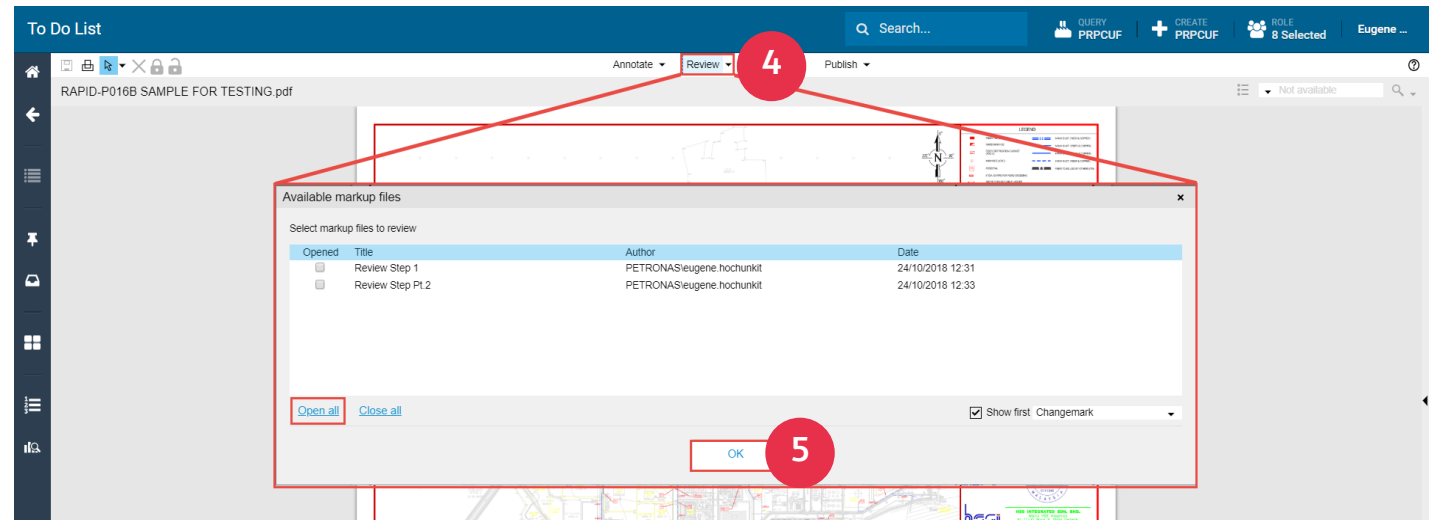 To Do List
Search...
QUERY
PRPCUF
CREATE
PRPCUF
ROLE
8 Selected
Eugene ...
Annotate
Review
4
Publish
RAPID-P016B SAMPLE FOR TESTING.pdf
Not available
LEGEND
N
Available markup files
Select markup files to review
Opened Title Author Date
Review Step 1 PETRONAS\eugene.hochunkit 24/10/2018 12:31
Review Step Pt.2 PETRONAS\eugene.hochunkit 24/10/2018 12:33
Open all Close all
Show first Changemark
OK
5